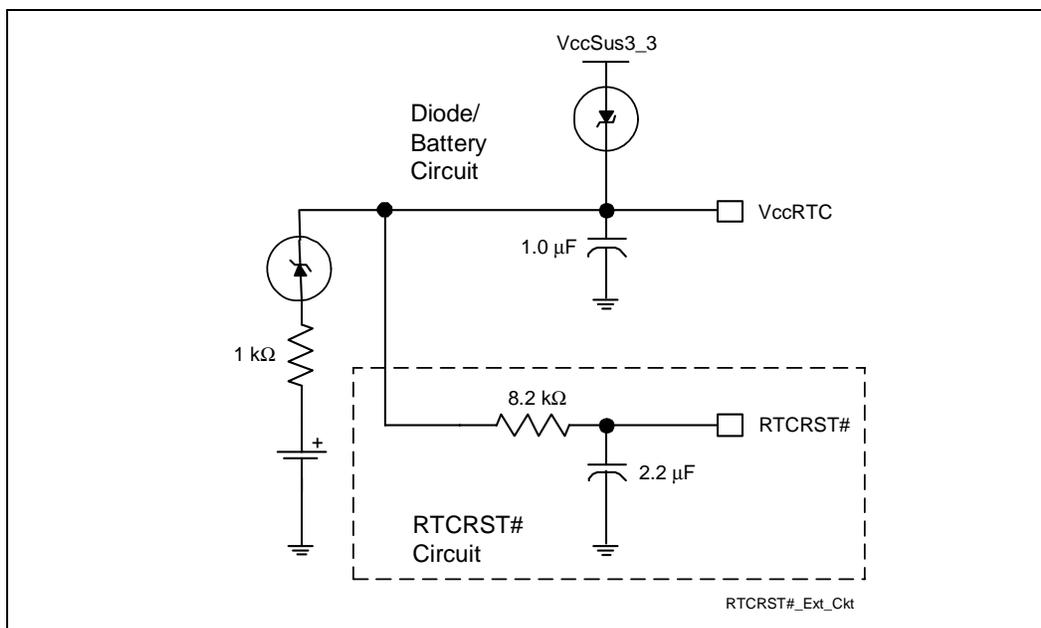 VccSus3_3
Diode/
Battery
Circuit
VccRTC
1.0 μF
+
1 kΩ
8.2 kΩ
RTCRST#
2.2 μF
RTCRST#
Circuit
RTCRST#_Ext_Ckt